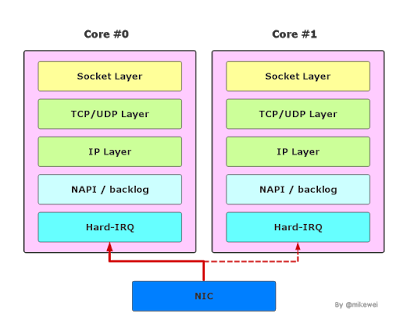 Core #0
Core #1
Socket Layer
TCP/UDP Layer
IP Layer
NAPI / backlog
Hard-IRQ
Socket Layer
TCP/UDP Layer
IP Layer
NAPI / backlog
Hard-IRQ
NIC
By @mikewei